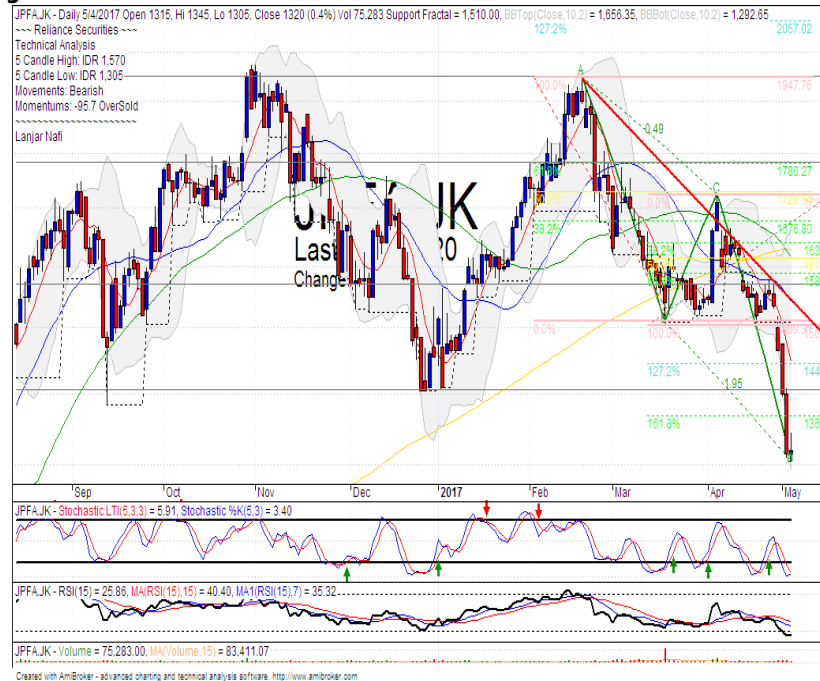 JPFA.JK - Daily 5/4/2017 Open 1315, Hi 1345, Lo 1305, Close 1320 (0.4%) Vol 75,283 Support Fractal = 1,510.00, BBTop(Close,10,2) = 1,656.35, BBBot(Close,10,2) = 1,292.65
~~~ Reliance Securities ~~~
Technical Analysis
5 Candle High: IDR 1,570
5 Candle Low: IDR 1,305
Movements: Bearish
Momentums: -95.7 OverSold
~~~~~~~~~~~~~~~~~~~~~
Lanjar Nafi
127.2% 2067.02
A
100.0% 1947.76
0.49
1780.27
C
0.0%
38.2% 1676.80
0.0%
100.0%
127.2% 144
1.95
161.8% 136
JK
Last 20
Change
Sep Oct Nov Dec 2017 Feb Mar Apr May
JPFA.JK - Stochastic LTI(5,3,3) = 5.91, Stochastic %K(5,3) = 3.40
JPFA.JK - RSI(15) = 25.86, MA(RSI(15),15) = 40.40, MA1(RSI(15),7) = 35.32
JPFA.JK - Volume = 75,283.00, MA(Volume,15) = 83,411.07
Created with AmiBroker - advanced charting and technical analysis software. http://www.amibroker.com